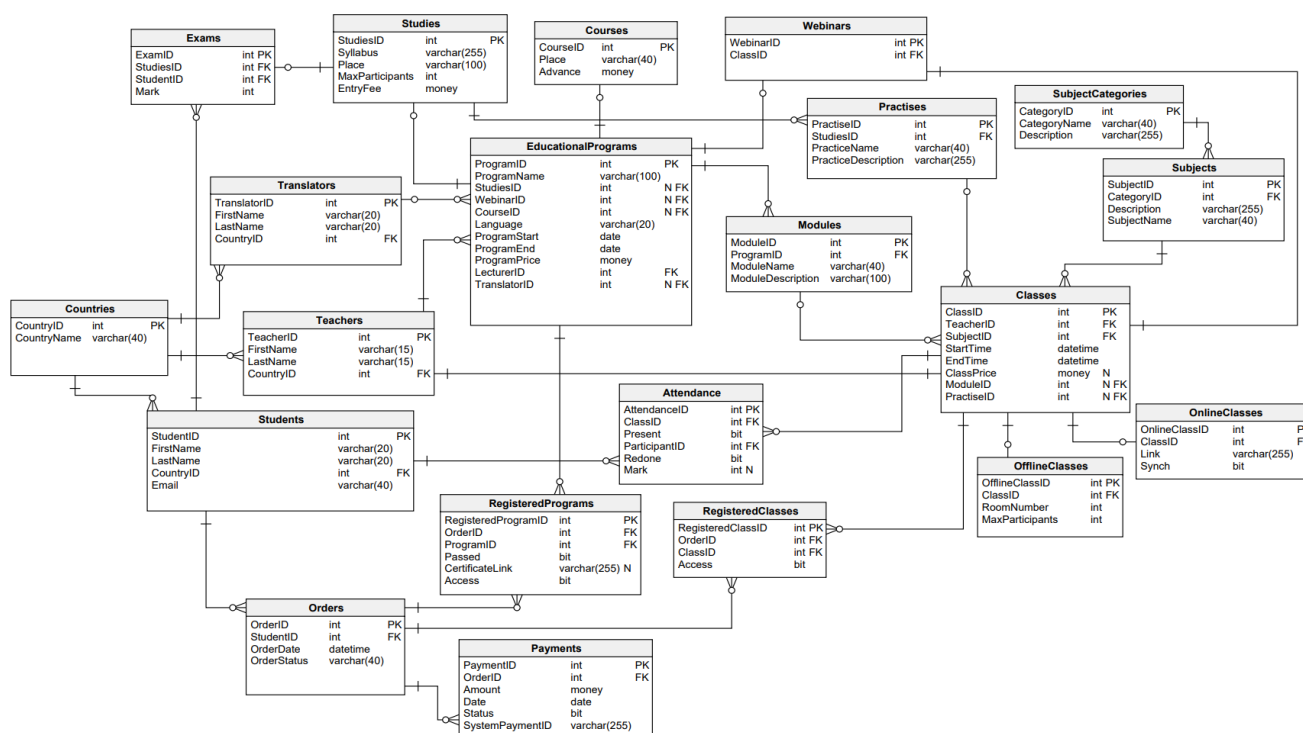 Exams
ExamID int PK
StudiesID int FK
StudentID int FK
Mark int
Studies
StudiesID int PK
Syllabus varchar(255)
Place varchar(100)
MaxParticipants int
EntryFee money
Courses
CourseID int PK
Place varchar(40)
Advance money
Webinars
WebinarID int PK
ClassID int FK
Practises
PractiseID int PK
StudiesID int FK
PracticeName varchar(40)
PracticeDescription varchar(255)
SubjectCategories
CategoryID int PK
CategoryName varchar(40)
Description varchar(255)
Subjects
SubjectID int PK
CategoryID int FK
Description varchar(255)
SubjectName varchar(40)
EducationalPrograms
ProgramID int PK
ProgramName varchar(100)
StudiesID int N FK
WebinarID int N FK
CourseID int N FK
Language varchar(20)
ProgramStart date
ProgramEnd date
ProgramPrice money
LecturerID int FK
TranslatorID int N FK
Translators
TranslatorID int PK
FirstName varchar(20)
LastName varchar(20)
CountryID int FK
Modules
ModuleID int PK
ProgramID int FK
ModuleName varchar(40)
ModuleDescription varchar(100)
Countries
CountryID int PK
CountryName varchar(40)
Teachers
TeacherID int PK
FirstName varchar(15)
LastName varchar(15)
CountryID int FK
Classes
ClassID int PK
TeacherID int FK
SubjectID int FK
StartTime datetime
EndTime datetime
ClassPrice money N
ModuleID int N FK
PractiseID int N FK
Students
StudentID int PK
FirstName varchar(20)
LastName varchar(20)
CountryID int FK
Email varchar(40)
Attendance
AttendanceID int PK
ClassID int FK
Present bit
ParticipantID int FK
Redone bit
Mark int N
OnlineClasses
OnlineClassID int P
ClassID int F
Link varchar(255)
Synch bit
OfflineClasses
OfflineClassID int PK
ClassID int FK
RoomNumber int
MaxParticipants int
RegisteredPrograms
RegisteredProgramID int PK
OrderID int FK
ProgramID int FK
Passed bit
CertificateLink varchar(255) N
Access bit
RegisteredClasses
RegisteredClassID int PK
OrderID int FK
ClassID int FK
Access bit
Orders
OrderID int PK
StudentID int FK
OrderDate datetime
OrderStatus varchar(40)
Payments
PaymentID int PK
OrderID int FK
Amount money
Date date
Status bit
SystemPaymentID varchar(255)